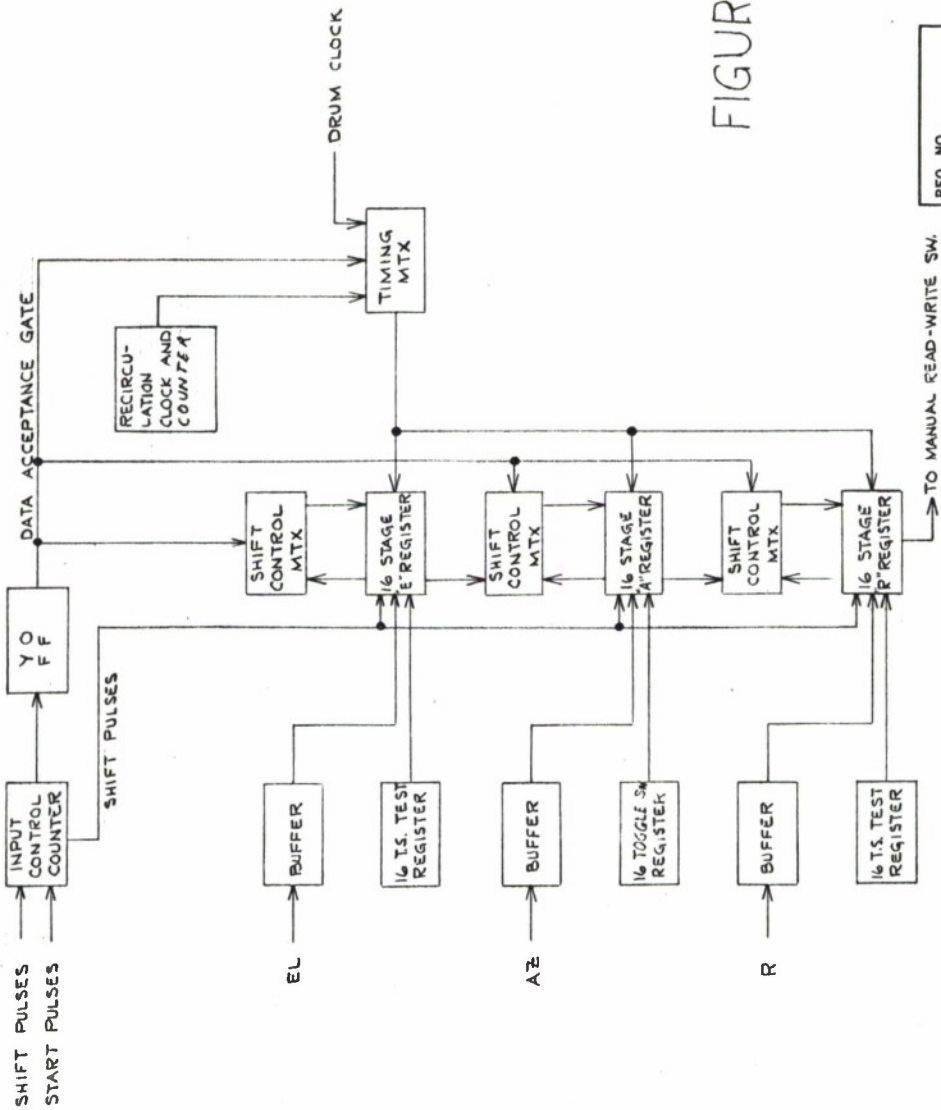 SHIFT PULSES
START PULSES
INPUT
CONTROL
COUNTER
YO
FF
DATA ACCEPTANCE GATE
SHIFT PULSES
RECIRCU-
LATION
CLOCK AND
COUNTER
DRUM CLOCK
TIMING
MTX
EL
BUFFER
16 T.S. TEST
REGISTER
SHIFT
CONTROL
MTX
16 STAGE
"E" REGISTER
AZ
BUFFER
16 TOGGLE SW
REGISTER
SHIFT
CONTROL
MTX
16 STAGE
"A" REGISTER
R
BUFFER
16 T.S. TEST
REGISTER
SHIFT
CONTROL
MTX
16 STAGE
"R" REGISTER
TO MANUAL READ-WRITE SW.
FIGUR